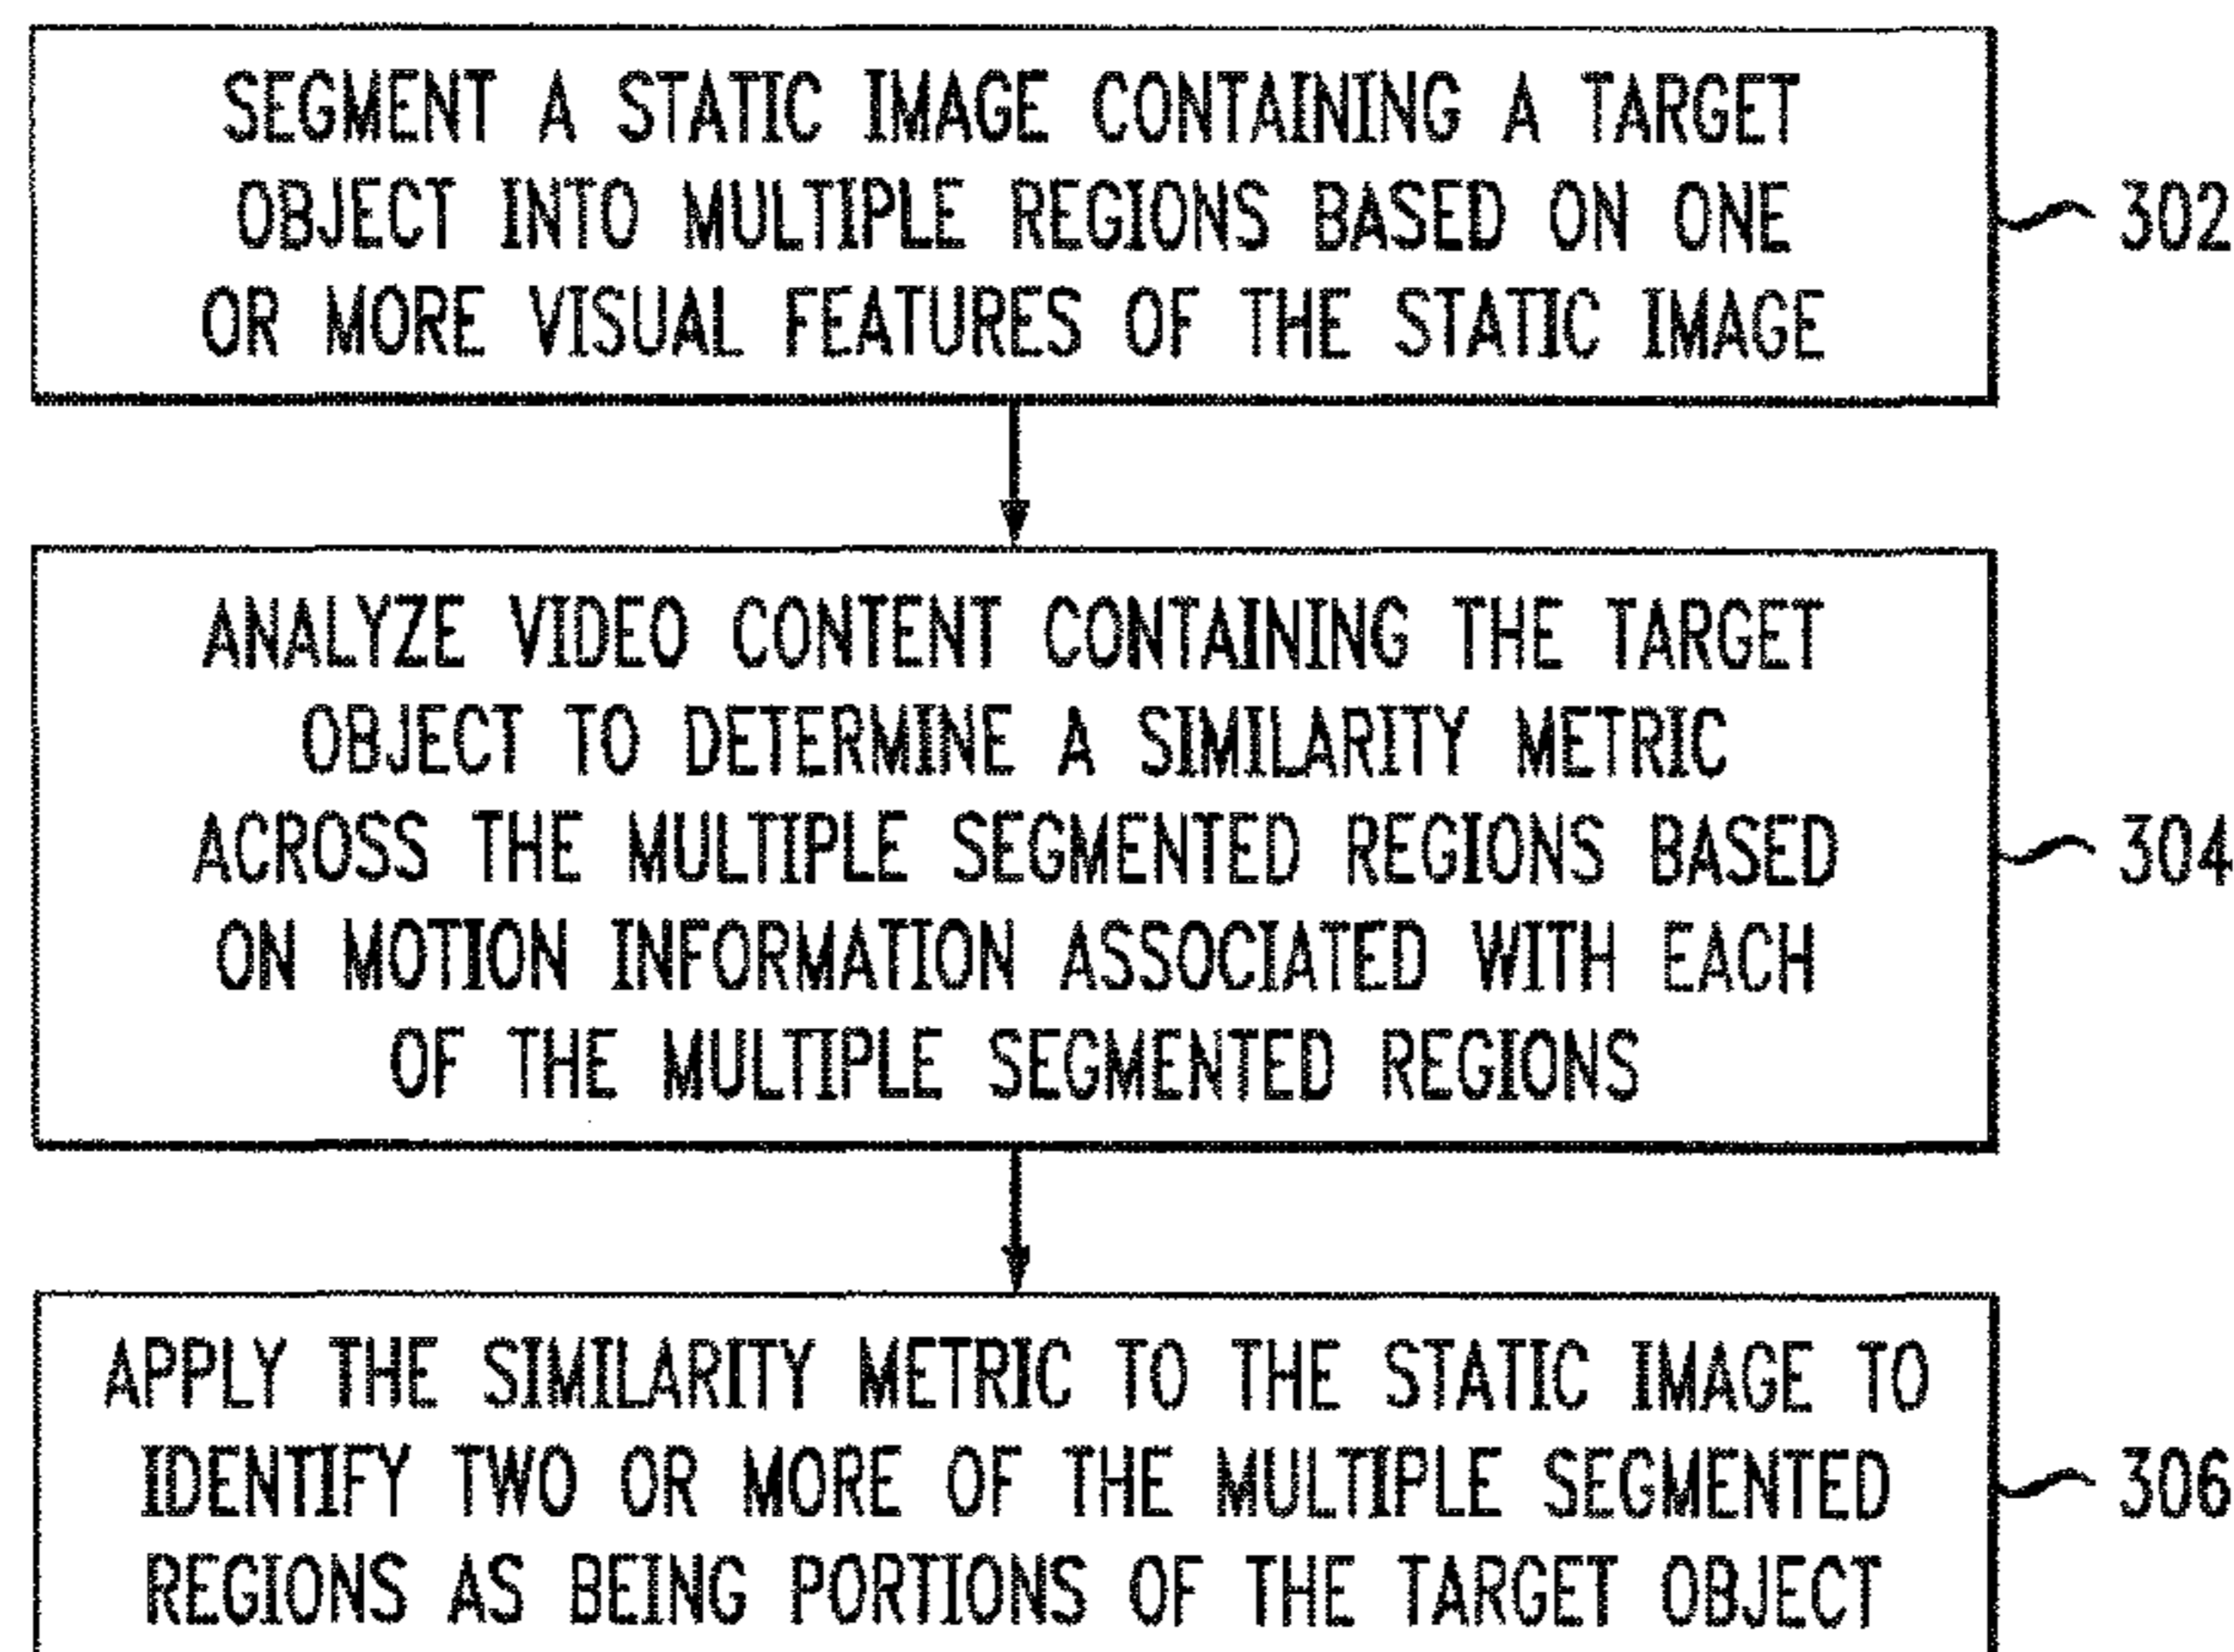 SEGMENT A STATIC IMAGE CONTAINING A TARGET
OBJECT INTO MULTIPLE REGIONS BASED ON ONE
OR MORE VISUAL FEATURES OF THE STATIC IMAGE
302
ANALYZE VIDEO CONTENT CONTAINING THE TARGET
OBJECT TO DETERMINE A SIMILARITY METRIC
ACROSS THE MULTIPLE SEGMENTED REGIONS BASED
ON MOTION INFORMATION ASSOCIATED WITH EACH
OF THE MULTIPLE SEGMENTED REGIONS
304
APPLY THE SIMILARITY METRIC TO THE STATIC IMAGE TO
IDENTIFY TWO OR MORE OF THE MULTIPLE SEGMENTED
REGIONS AS BEING PORTIONS OF THE TARGET OBJECT
306